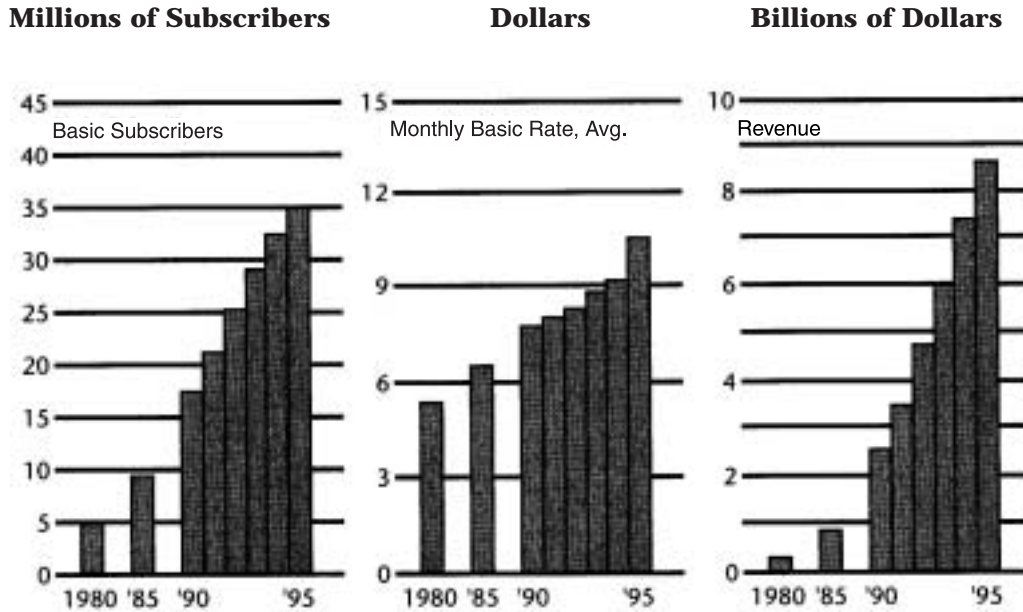 Millions of Subscribers
45
Basic Subscribers
40
35
30
25
20
15
10
5
0
1980 '85 '90 '95
Dollars
15
Monthly Basic Rate, Avg.
12
9
6
3
0
1980 '85 '90 '95
Billions of Dollars
10
Revenue
8
6
4
2
0
1980 '85 '90 '95